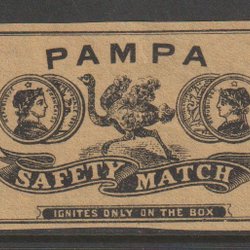 PAMPA
SAFETY MATCH
IGNITES ONLY ON THE BOX